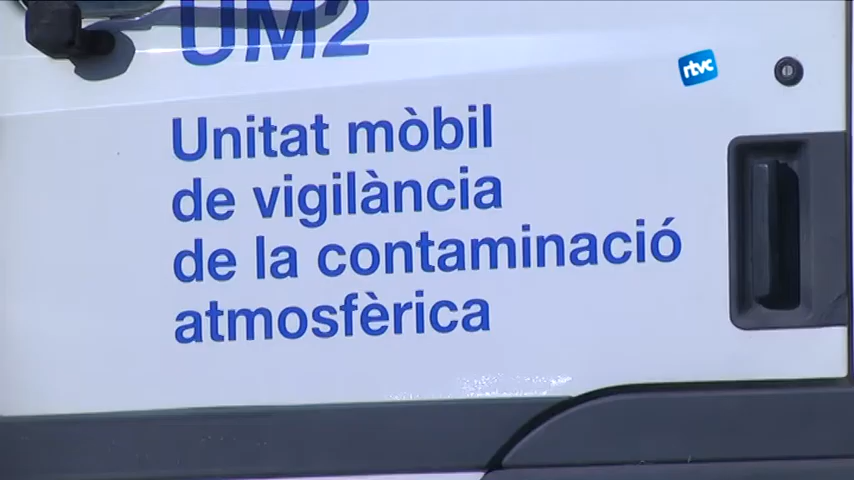 UM2
rtvc
Unitat mòbil
de vigilància
de la contaminació
atmosfèrica